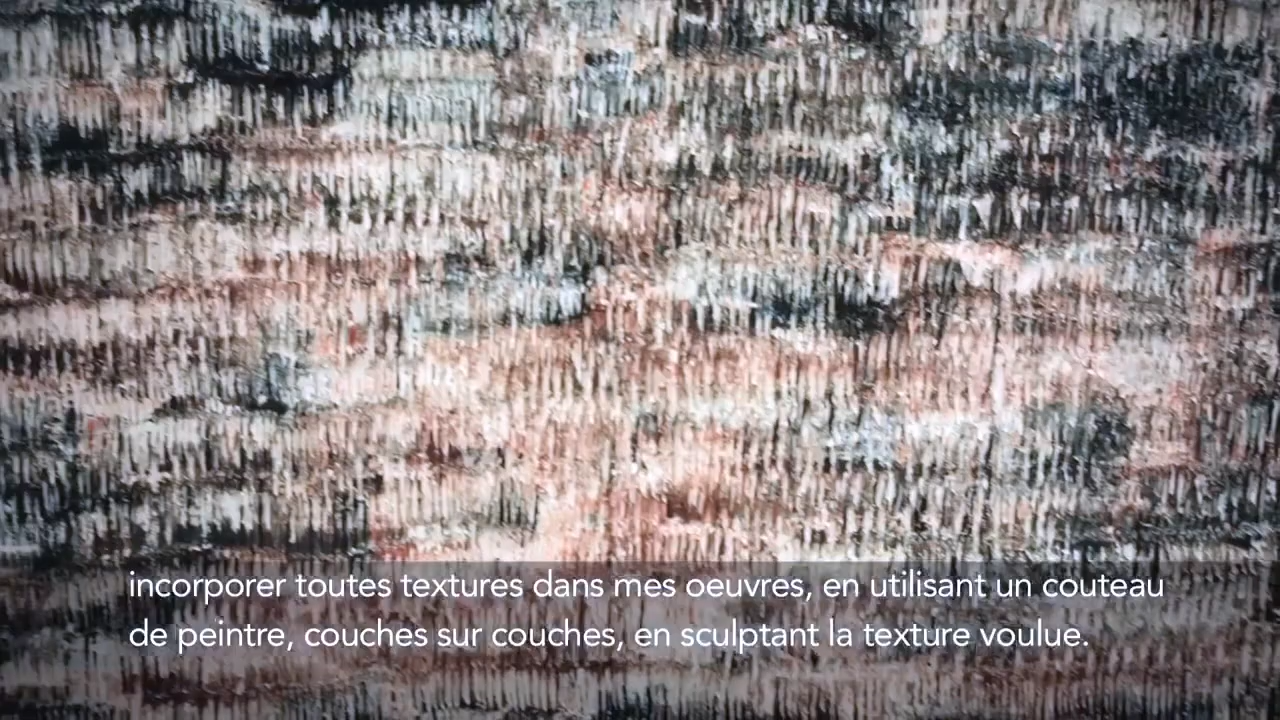 incorporer toutes textures dans mes oeuvres, en utilisant un couteau
de peintre, couches sur couches, en sculptant la texture voulue.